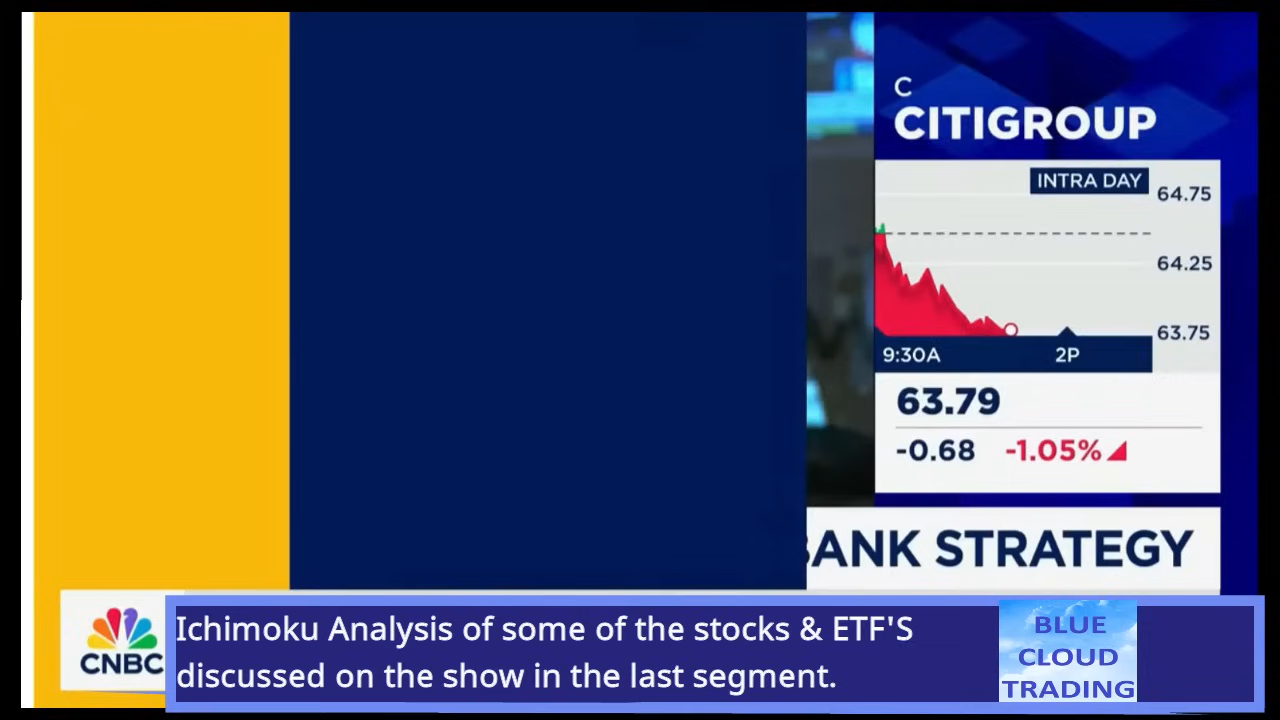 C
CITIGROUP
INTRA DAY
64.75
64.25
63.75
9:30A 2P
63.79
-0.68 -1.05%
BANK STRATEGY
CNBC
Ichimoku Analysis of some of the stocks & ETF'S
discussed on the show in the last segment.
BLUE
CLOUD
TRADING